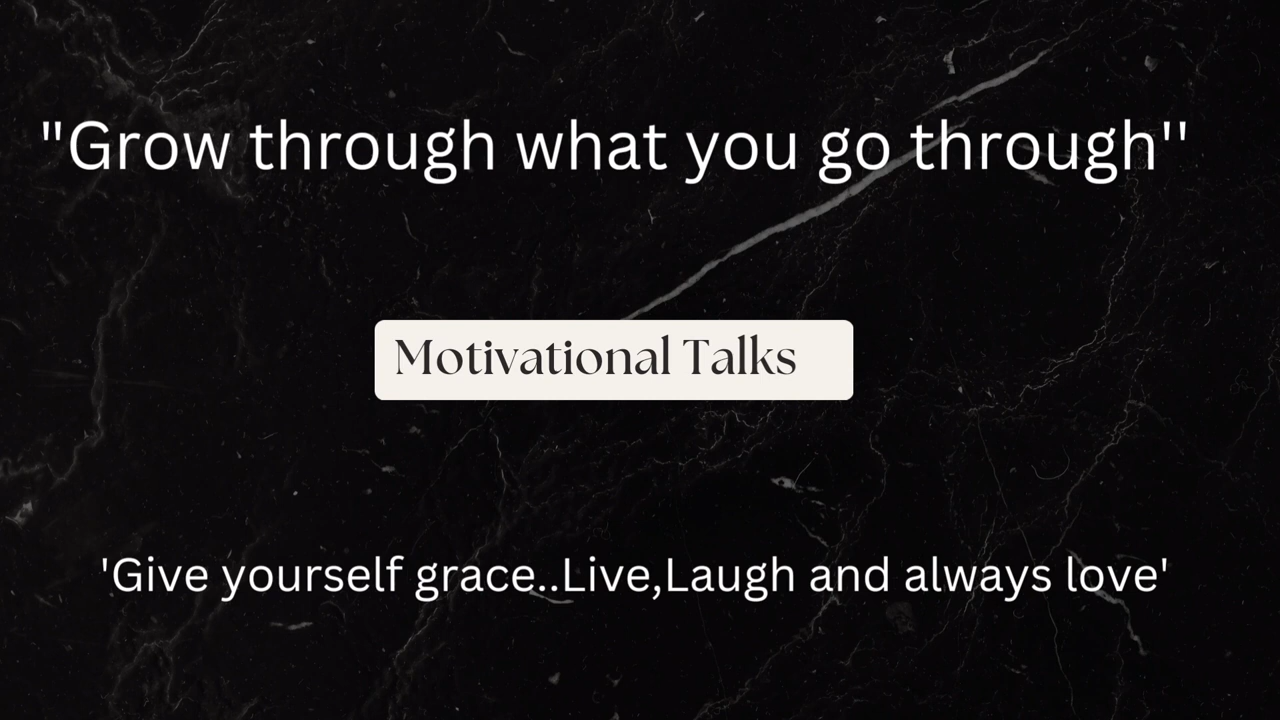 "Grow through what you go through''
Motivational Talks
'Give yourself grace..Live,Laugh and always love'